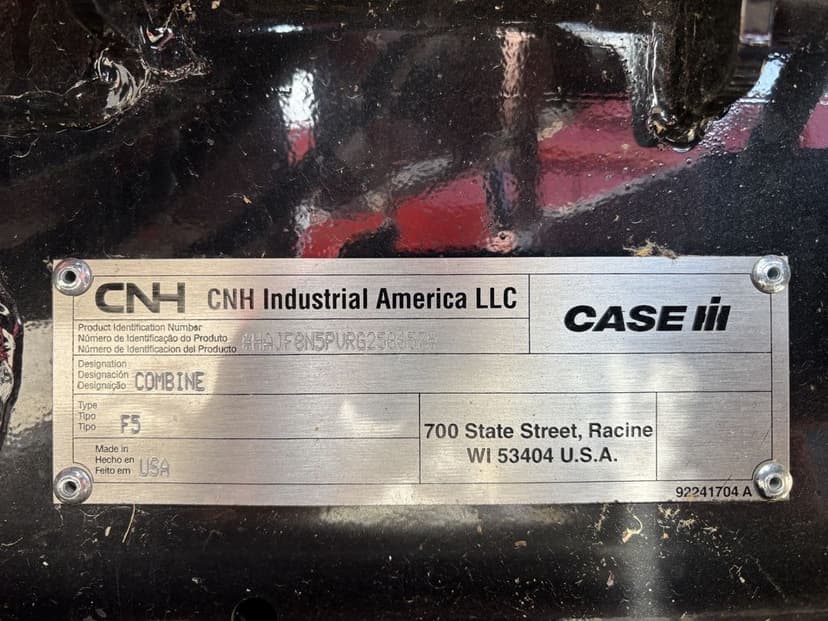 CNH CNH Industrial America LLC
CASE IH
Product Identification Number
Número de Identificação do Produto
Número de Identificacion del Producto
Designation
Designación
Designação COMBINE
Type
Tipo
Tipo F5
Made in
Hecho en
Feito em USA
700 State Street, Racine
WI 53404 U.S.A.
92241704 A